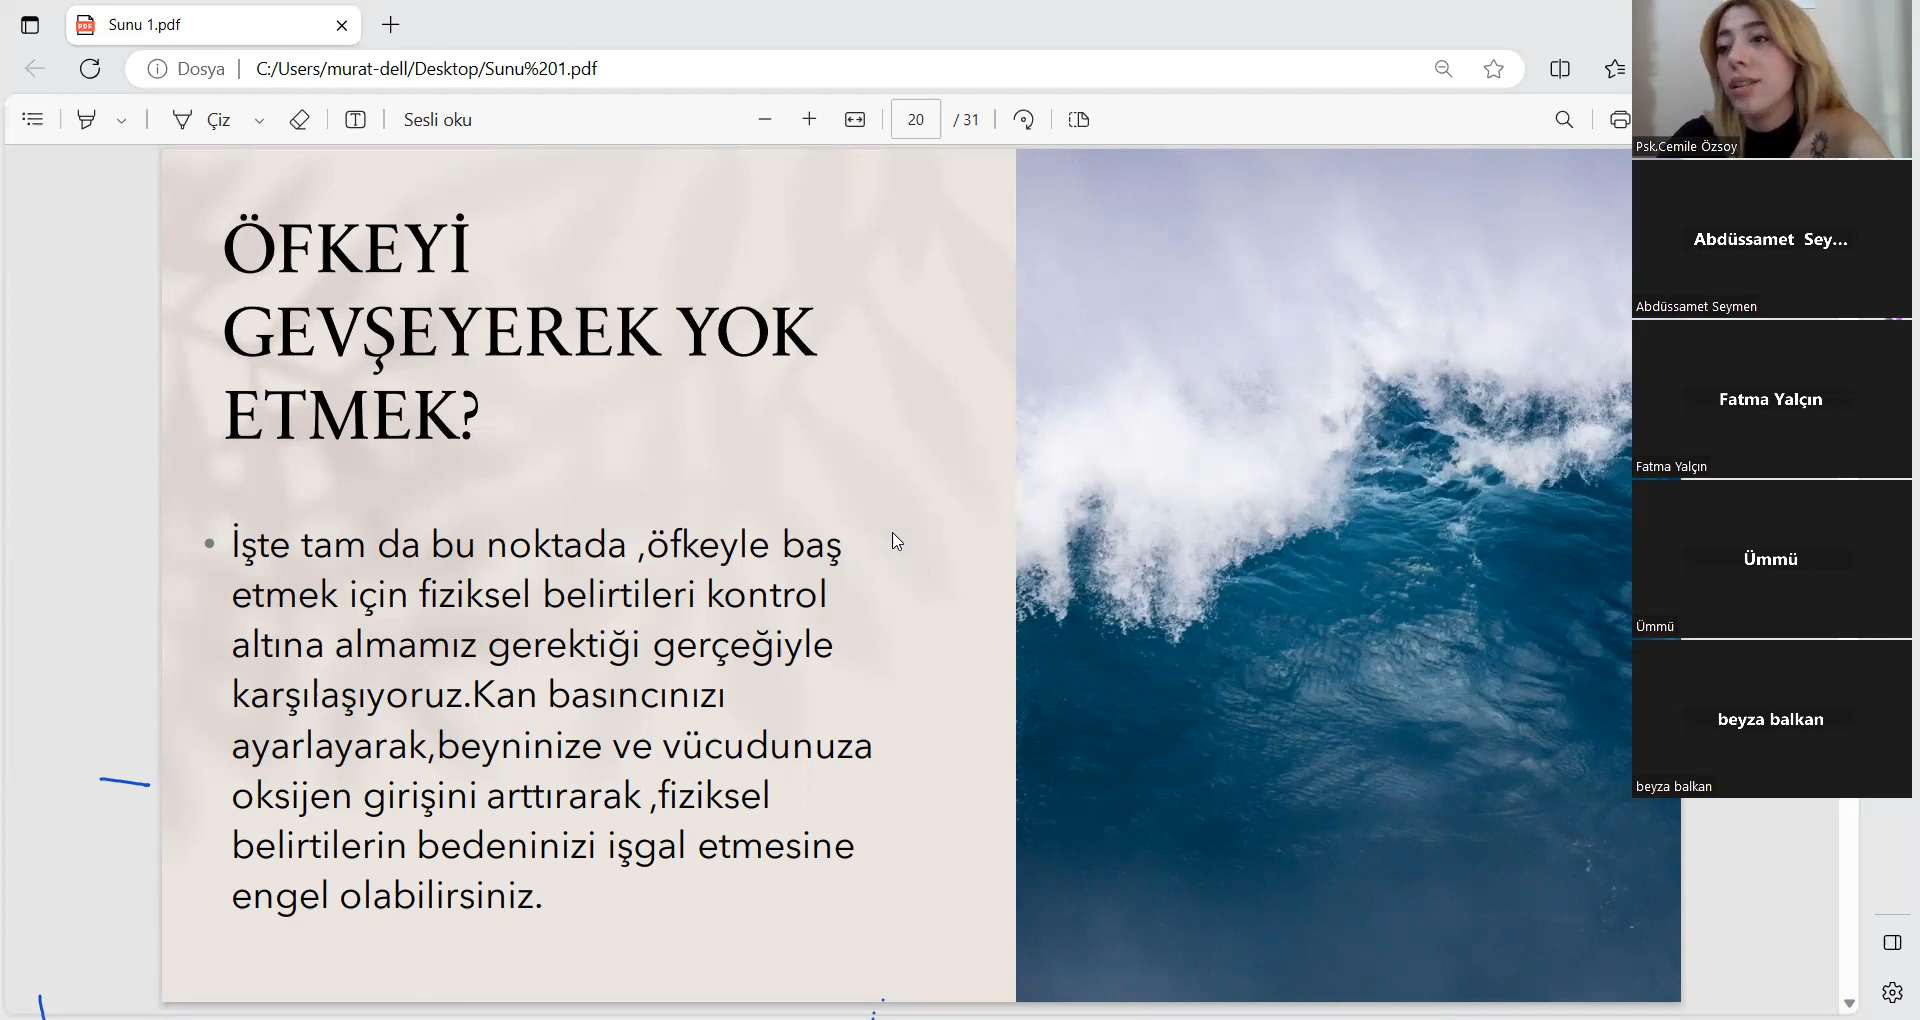 Sunu 1.pdf
Dosya
C:/Users/murat-dell/Desktop/Sunu%201.pdf
Çiz
Sesli oku
20 / 31
ÖFKEYİ
GEVŞEYEREK YOK
ETMEK?
• İşte tam da bu noktada ,öfkeyle baş
etmek için fiziksel belirtileri kontrol
altına almamız gerektiği gerçeğiyle
karşılaşıyoruz.Kan basıncınızı
ayarlayarak,beyninize ve vücudunuza
oksijen girişini arttırarak ,fiziksel
belirtilerin bedeninizi işgal etmesine
engel olabilirsiniz.
Psk.Cemile Özsoy
Abdüssamet Sey...
Abdüssamet Seymen
Fatma Yalçın
Fatma Yalçın
Ümmü
Ümmü
beyza balkan
beyza balkan